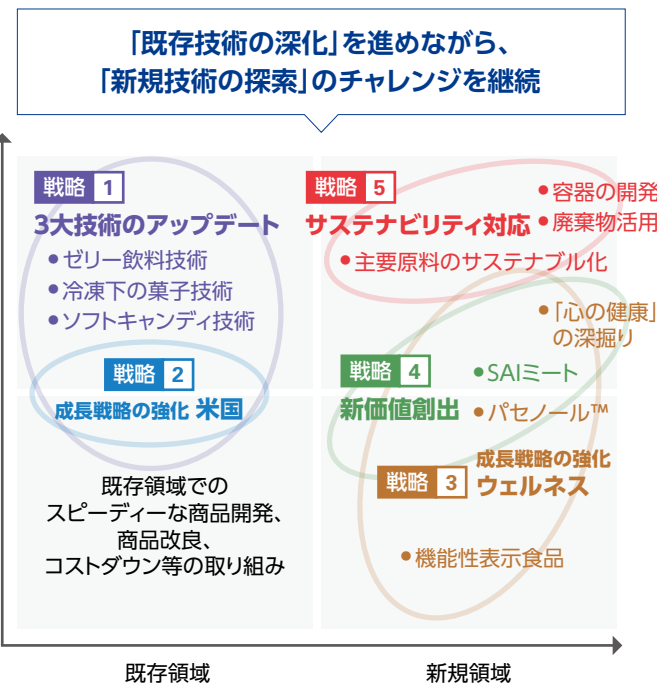 「既存技術の深化」を進めながら、
「新規技術の探索」のチャレンジを継続
戦略 1
3大技術のアップデート
●ゼリー飲料技術
●冷凍下の菓子技術
●ソフトキャンディ技術
戦略 2
成長戦略の強化 米国
既存領域での
スピーディーな商品開発、
商品改良、
コストダウン等の取り組み
戦略 5
サステナビリティ対応
●容器の開発
●廃棄物活用
●主要原料のサステナブル化
●「心の健康」
の深掘り
戦略 4
新価値創出
●SAIミート
●パセノール™
戦略 3
成長戦略の強化
ウェルネス
●機能性表示食品
既存領域
新規領域